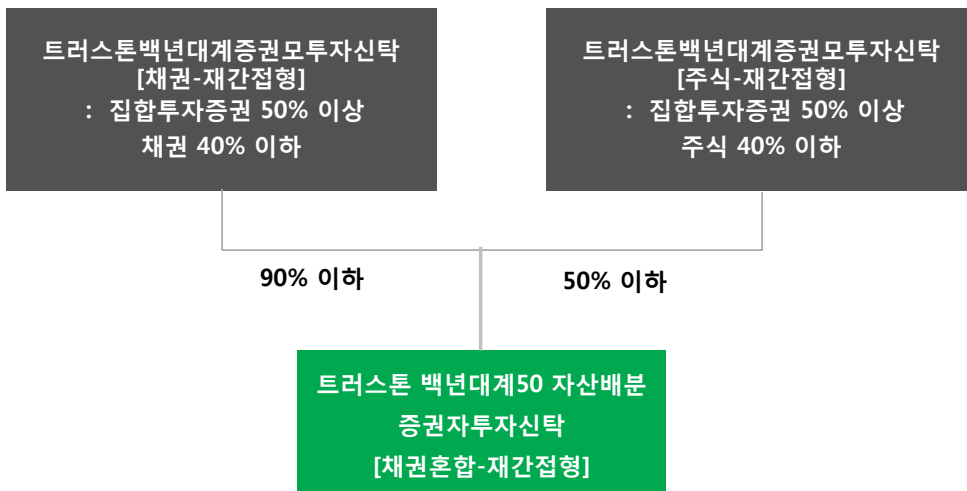 트러스톤백년대계증권모투자신탁
[채권-재간접형]
: 집합투자증권 50% 이상
채권 40% 이하
트러스톤백년대계증권모투자신탁
[주식-재간접형]
: 집합투자증권 50% 이상
주식 40% 이하
90% 이하
50% 이하
트러스톤 백년대계50 자산배분
증권자투자신탁
[채권혼합-재간접형]